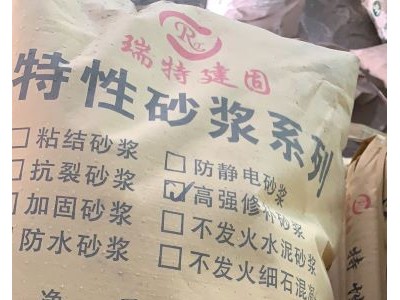 瑞特建固
特性砂浆系列
□粘结砂浆 □防静电砂浆
□抗裂砂浆 ☑高强修补砂浆
□加固砂浆 □不发火水泥砂浆
防水砂浆 □不发火细石混
净
特